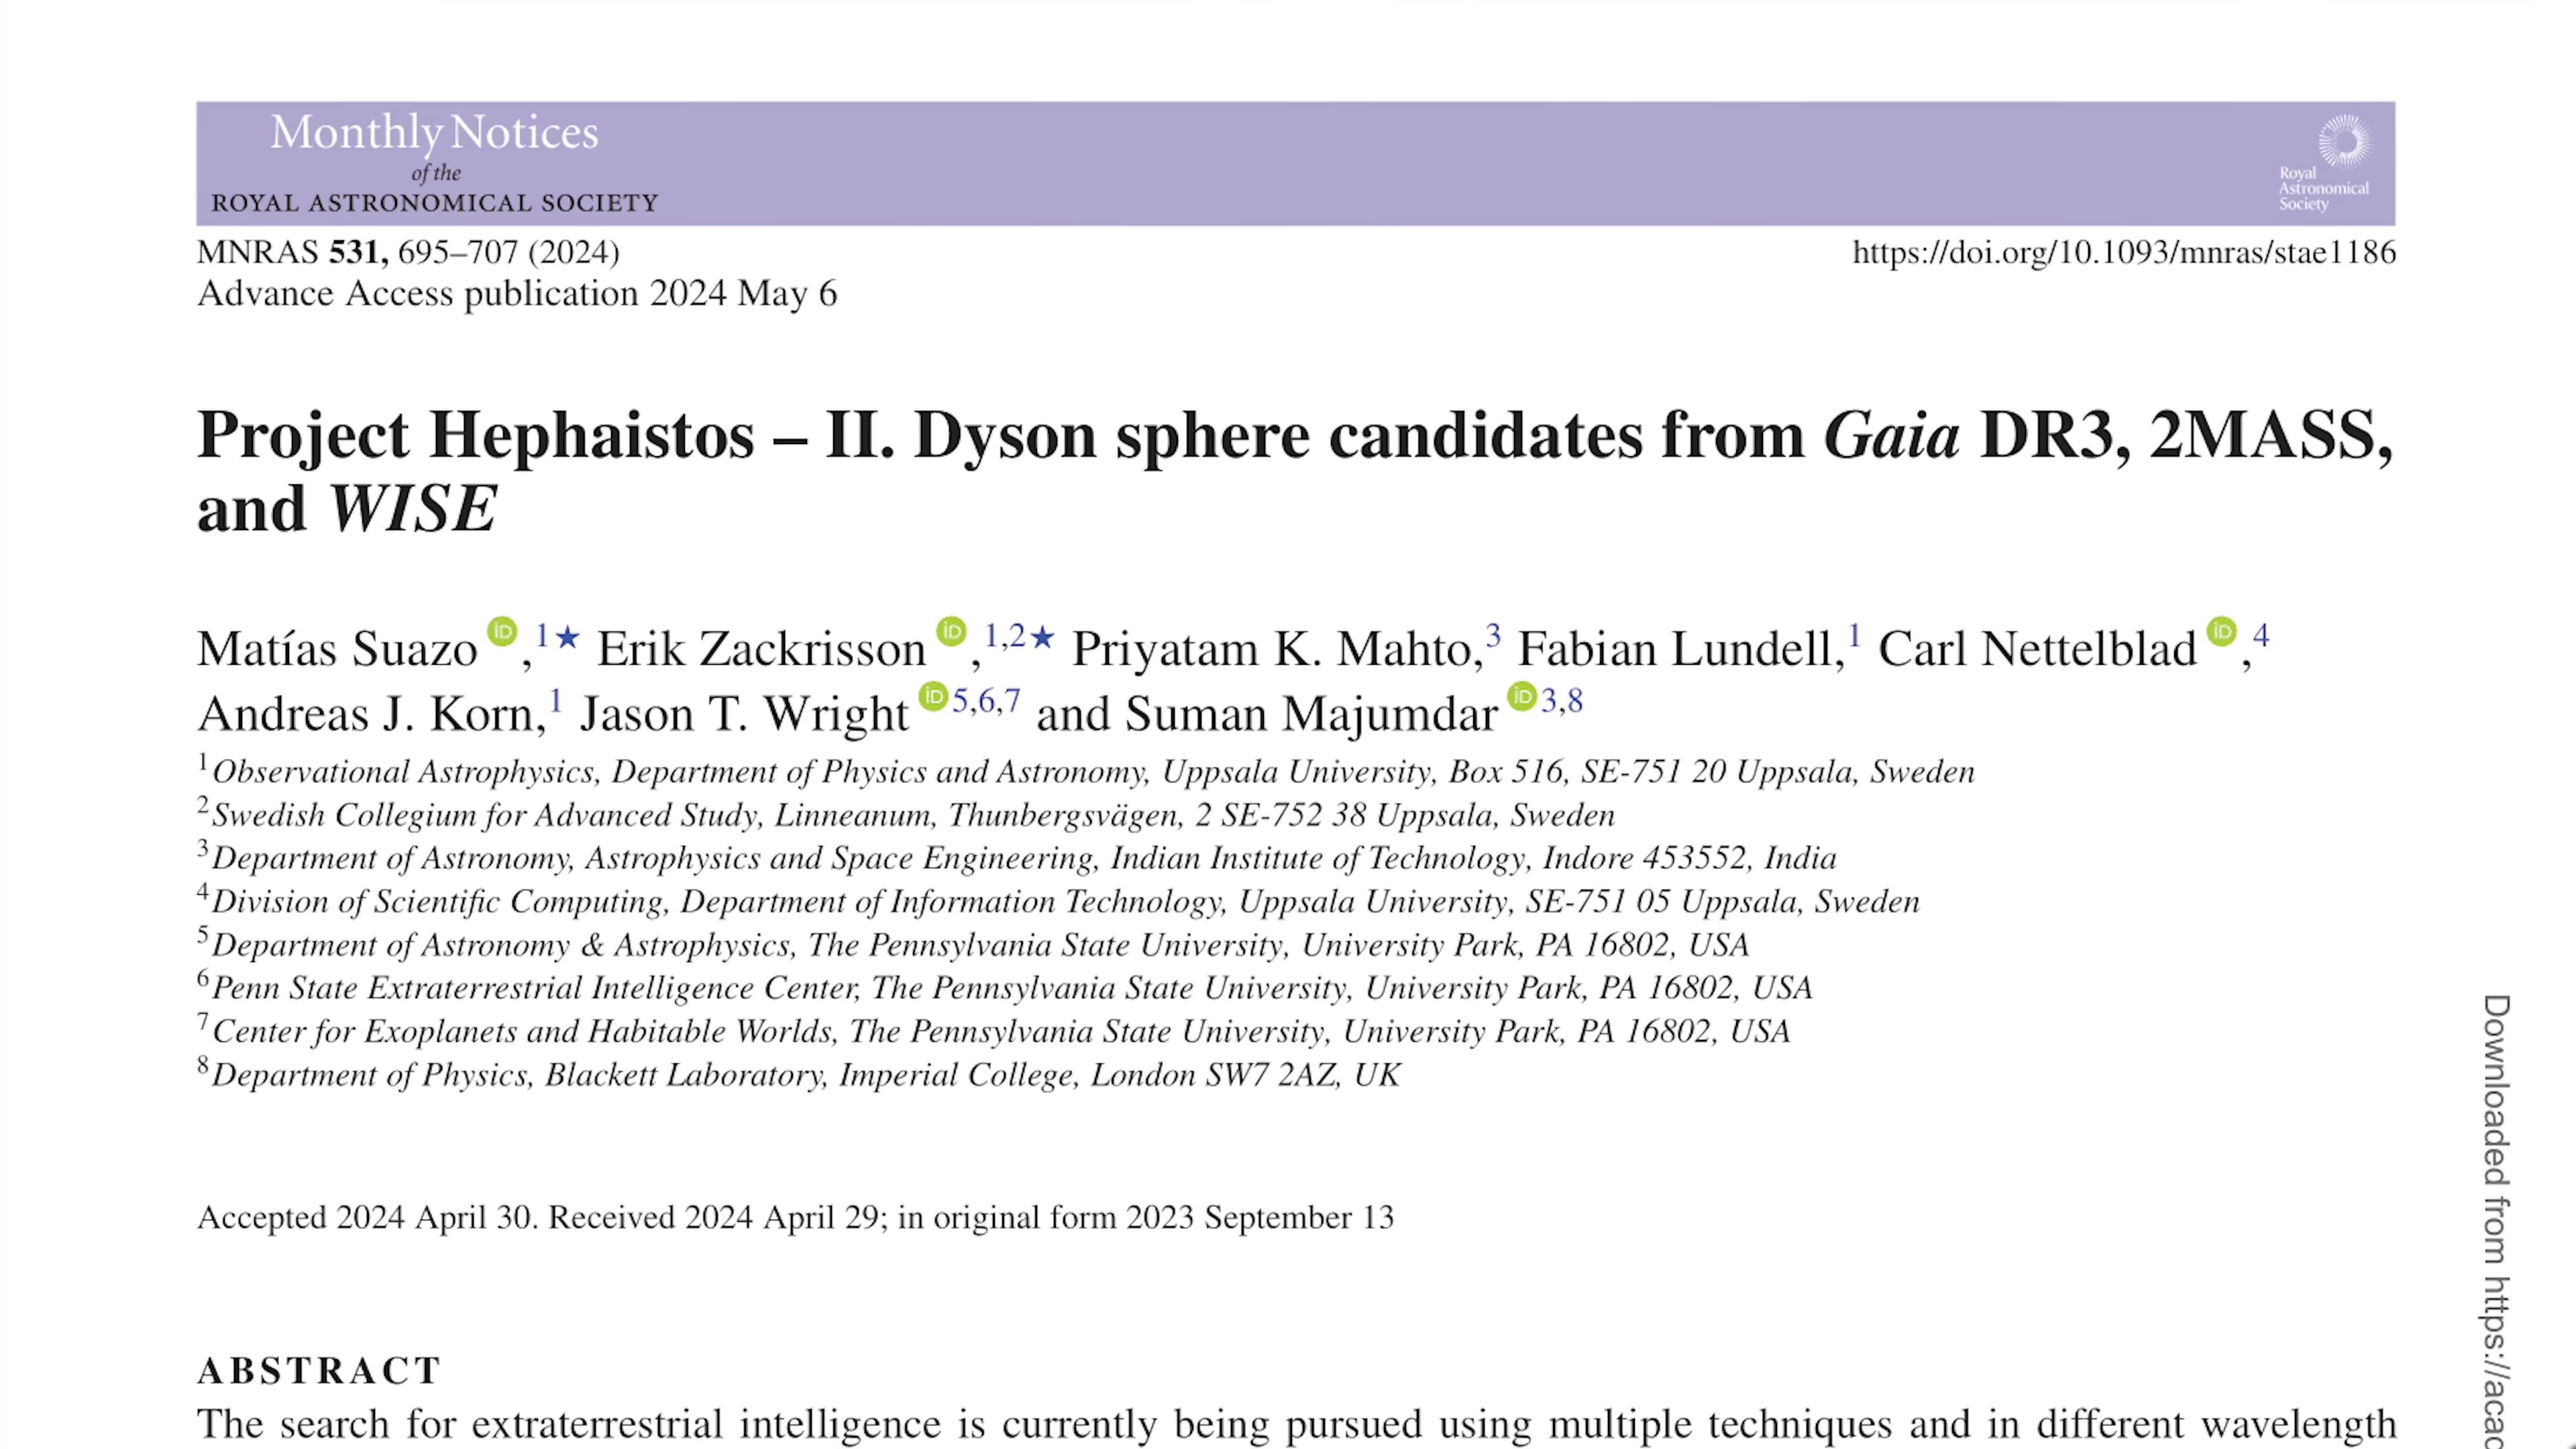 Monthly Notices
of the
ROYAL ASTRONOMICAL SOCIETY
Royal
Astronomical
Society
MNRAS 531, 695–707 (2024)
https://doi.org/10.1093/mnras/stae1186
Advance Access publication 2024 May 6
Project Hephaistos – II. Dyson sphere candidates from Gaia DR3, 2MASS,
and WISE
Matías Suazo iD,1★ Erik Zackrisson iD,1,2★ Priyatam K. Mahto,3 Fabian Lundell,1 Carl Nettelblad iD,4
Andreas J. Korn,1 Jason T. Wright iD5,6,7 and Suman Majumdar iD3,8
1Observational Astrophysics, Department of Physics and Astronomy, Uppsala University, Box 516, SE-751 20 Uppsala, Sweden
2Swedish Collegium for Advanced Study, Linneanum, Thunbergsvägen, 2 SE-752 38 Uppsala, Sweden
3Department of Astronomy, Astrophysics and Space Engineering, Indian Institute of Technology, Indore 453552, India
4Division of Scientific Computing, Department of Information Technology, Uppsala University, SE-751 05 Uppsala, Sweden
5Department of Astronomy & Astrophysics, The Pennsylvania State University, University Park, PA 16802, USA
6Penn State Extraterrestrial Intelligence Center, The Pennsylvania State University, University Park, PA 16802, USA
7Center for Exoplanets and Habitable Worlds, The Pennsylvania State University, University Park, PA 16802, USA
8Department of Physics, Blackett Laboratory, Imperial College, London SW7 2AZ, UK
Accepted 2024 April 30. Received 2024 April 29; in original form 2023 September 13
ABSTRACT
The search for extraterrestrial intelligence is currently being pursued using multiple techniques and in different wavelength
Downloaded from https://acac